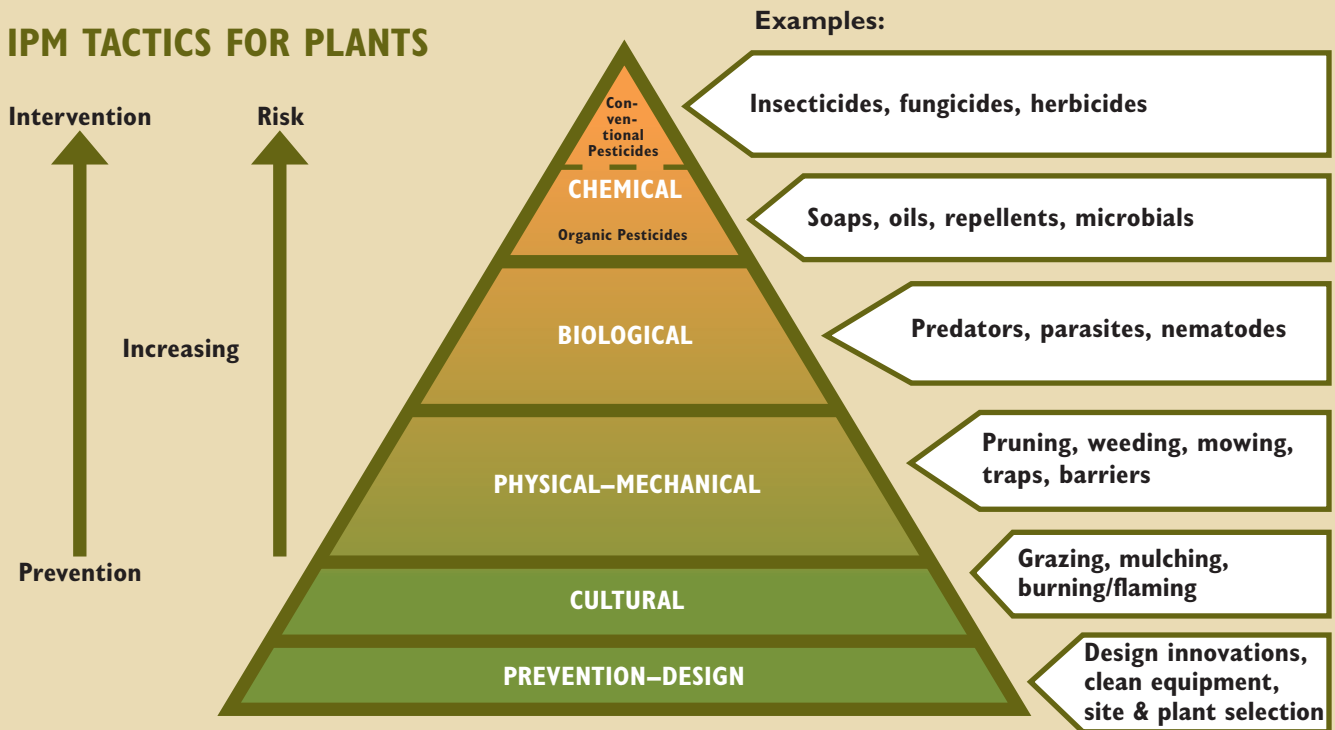 IPM TACTICS FOR PLANTS
Examples:
Intervention
Risk
Increasing
Prevention
Con-
ven-
tional
Pesticides
Insecticides, fungicides, herbicides
CHEMICAL
Organic Pesticides
Soaps, oils, repellents, microbials
BIOLOGICAL
Predators, parasites, nematodes
PHYSICAL–MECHANICAL
Pruning, weeding, mowing,
traps, barriers
CULTURAL
Grazing, mulching,
burning/flaming
PREVENTION–DESIGN
Design innovations,
clean equipment,
site & plant selection